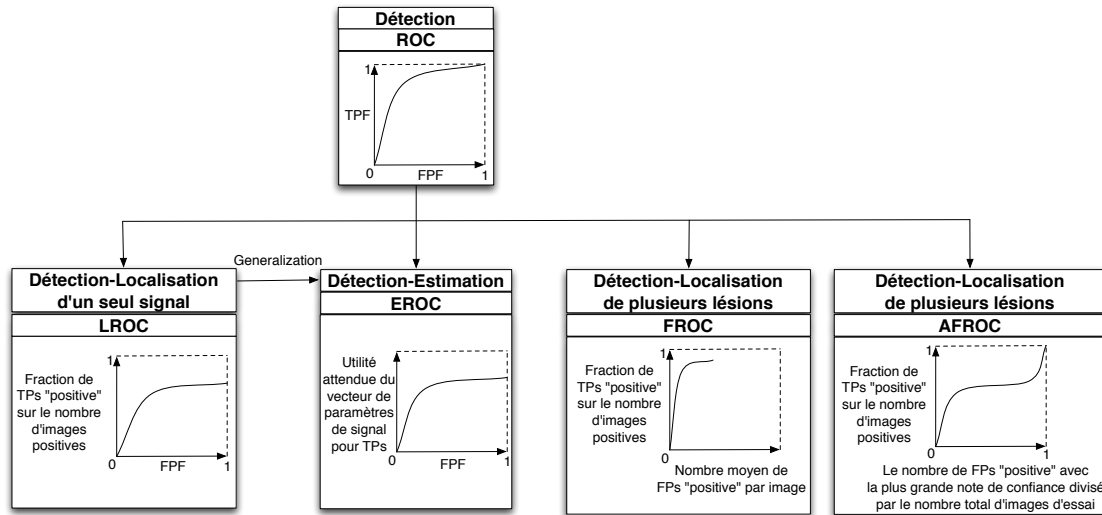 Détection
ROC
1
TPF
0
FPF
1
Generalization
Détection-Localisation
d'un seul signal
LROC
1
Fraction de
TPs "positive"
sur le nombre
d'images
positives
0
FPF
1
Détection-Estimation
EROC
1
Utilité
attendue du
vecteur de
paramètres
de signal
pour TPs
0
FPF
1
Détection-Localisation
de plusieurs lésions
FROC
1
Fraction de
TPs "positive"
sur le nombre
d'images
positives
0
Nombre moyen de
FPs "positive" par image
Détection-Localisation
de plusieurs lésions
AFROC
1
Fraction de
TPs "positive"
sur le nombre
d'images
positives
0
1
Le nombre de FPs "positive" avec
la plus grande note de confiance divisé
par le nombre total d'images d'essai